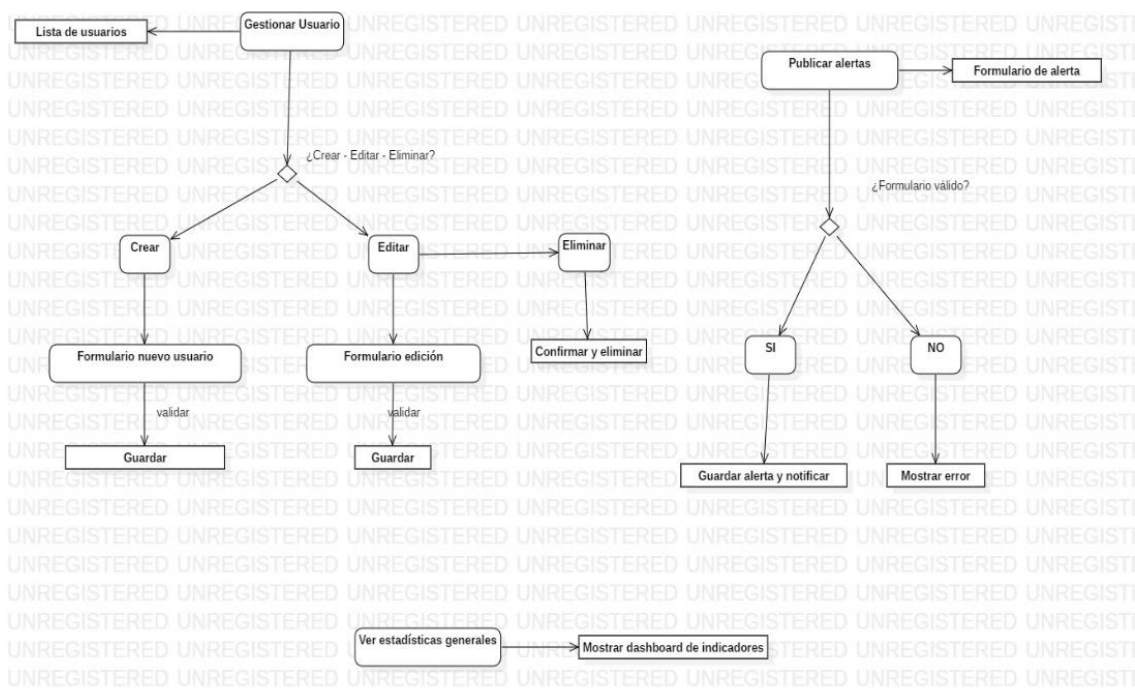 Lista de usuarios
Gestionar Usuario
¿Crear - Editar - Eliminar?
Crear
Editar
Eliminar
Formulario nuevo usuario
Formulario edición
Confirmar y eliminar
validar
validar
Guardar
Guardar
Publicar alertas
Formulario de alerta
¿Formulario válido?
SI
NO
Guardar alerta y notificar
Mostrar error
Ver estadísticas generales
Mostrar dashboard de indicadores
UNREGISTERED